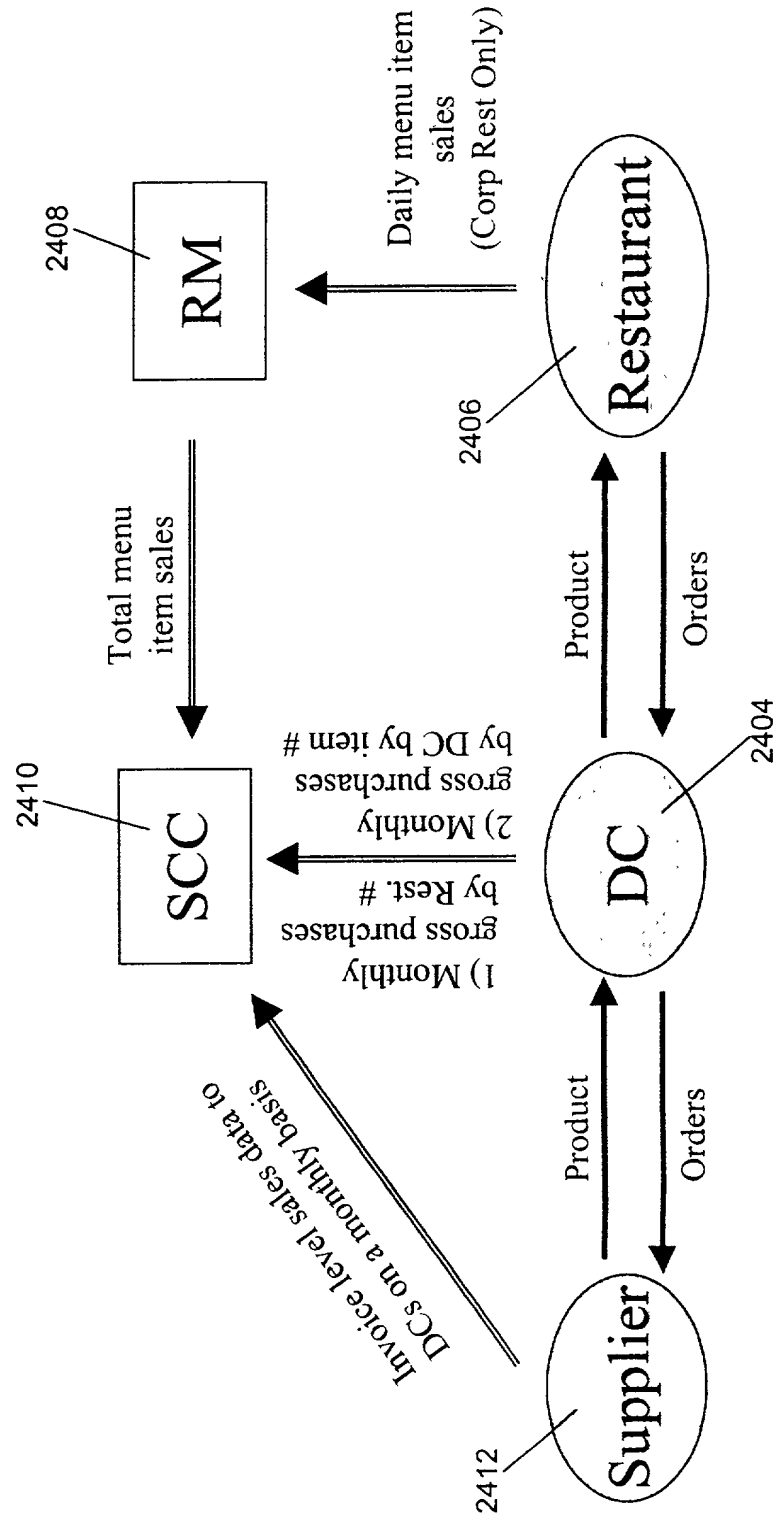 2410
SCC
2408
RM
Total menu
item sales
Daily menu item
sales
(Corp Rest Only)
Invoice level sales data to
DCs on a monthly basis
1) Monthly
gross purchases
by Rest. #
2) Monthly
gross purchases
by DC by item #
2412
Supplier
Product
Orders
DC
2404
Product
Orders
2406
Restaurant